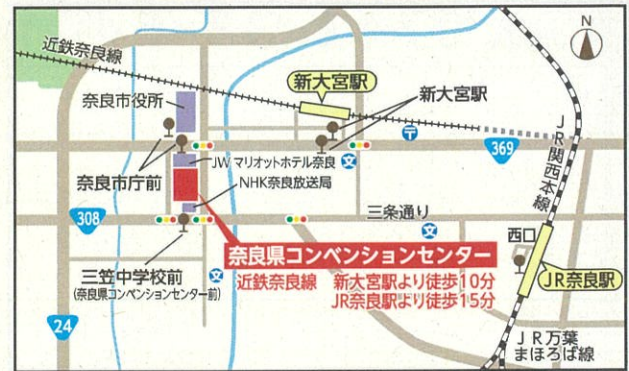 N
近鉄奈良線
奈良市役所
新大宮駅
新大宮駅
〒
文
369
JR関西本線
奈良市庁前
JWマリオットホテル奈良
NHK奈良放送局
308
三条通り
文
西口
奈良県コンベンションセンター
近鉄奈良線 新大宮駅より徒歩10分
JR奈良駅より徒歩15分
三笠中学校前
(奈良県コンベンションセンター前)
文
JR奈良駅
24
JR万葉
まほろば線